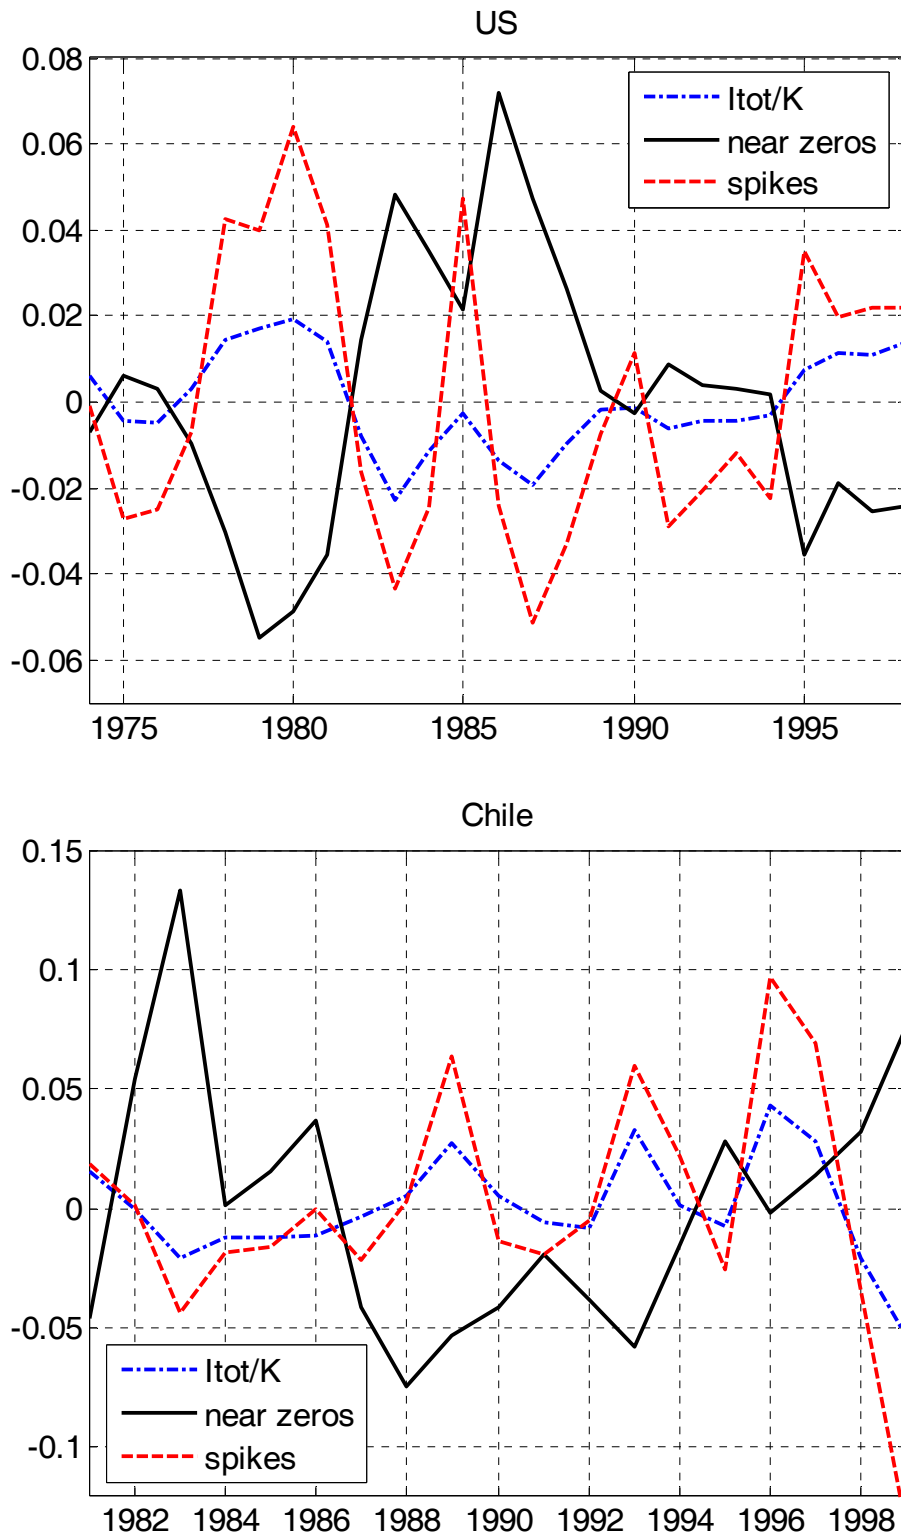 US
0.08
0.06
0.04
0.02
0
-0.02
-0.04
-0.06
Itot/K
near zeros
spikes
1975 1980 1985 1990 1995
Chile
0.15
0.1
0.05
0
-0.05
-0.1
Itot/K
near zeros
spikes
1982 1984 1986 1988 1990 1992 1994 1996 1998